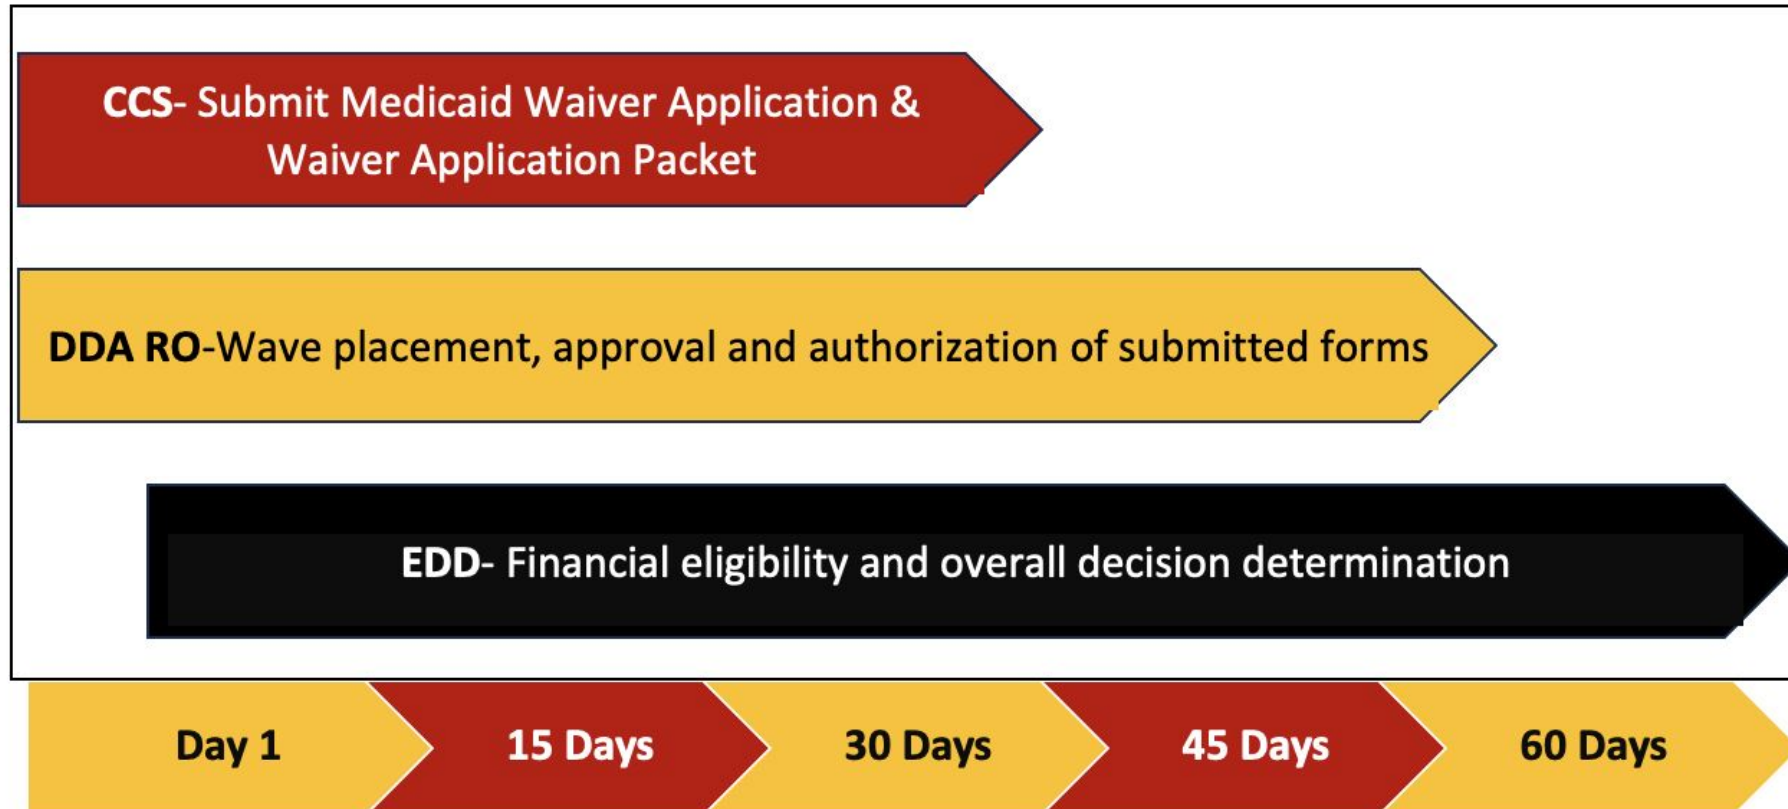 CCS- Submit Medicaid Waiver Application &
Waiver Application Packet
DDA RO-Wave placement, approval and authorization of submitted forms
EDD- Financial eligibility and overall decision determination
Day 1
15 Days
30 Days
45 Days
60 Days